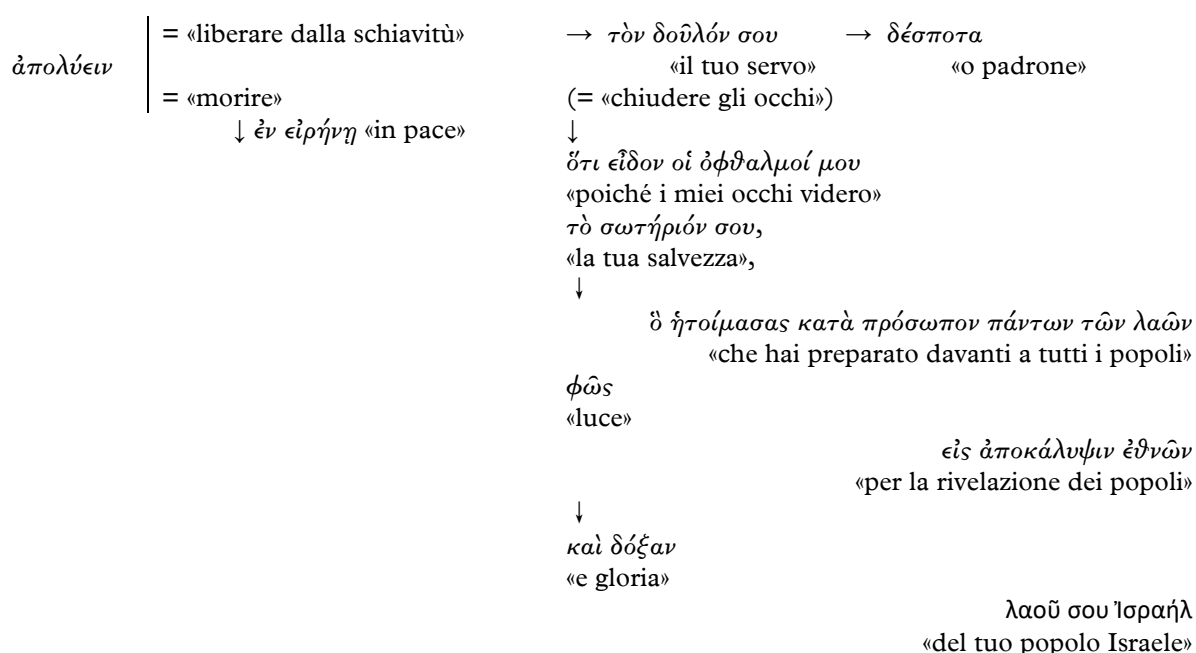 = «liberare dalla schiavitù» → τὸν δοῦλόν σου → δέσποτα
ἀπολύειν «il tuo servo» «o padrone»
= «morire» (= «chiudere gli occhi»)
↓ ἐν εἰρήνῃ «in pace» ↓
ὅτι εἶδον οἱ ὀφθαλμοί μου
«poiché i miei occhi videro»
τὸ σωτήριόν σου,
«la tua salvezza»,
↓
ὃ ἡτοίμασας κατὰ πρόσωπον πάντων τῶν λαῶν
«che hai preparato davanti a tutti i popoli»
φῶς
«luce»
εἰς ἀποκάλυψιν ἐθνῶν
«per la rivelazione dei popoli»
↓
καὶ δόξαν
«e gloria»
λαοῦ σου Ἰσραήλ
«del tuo popolo Israele»